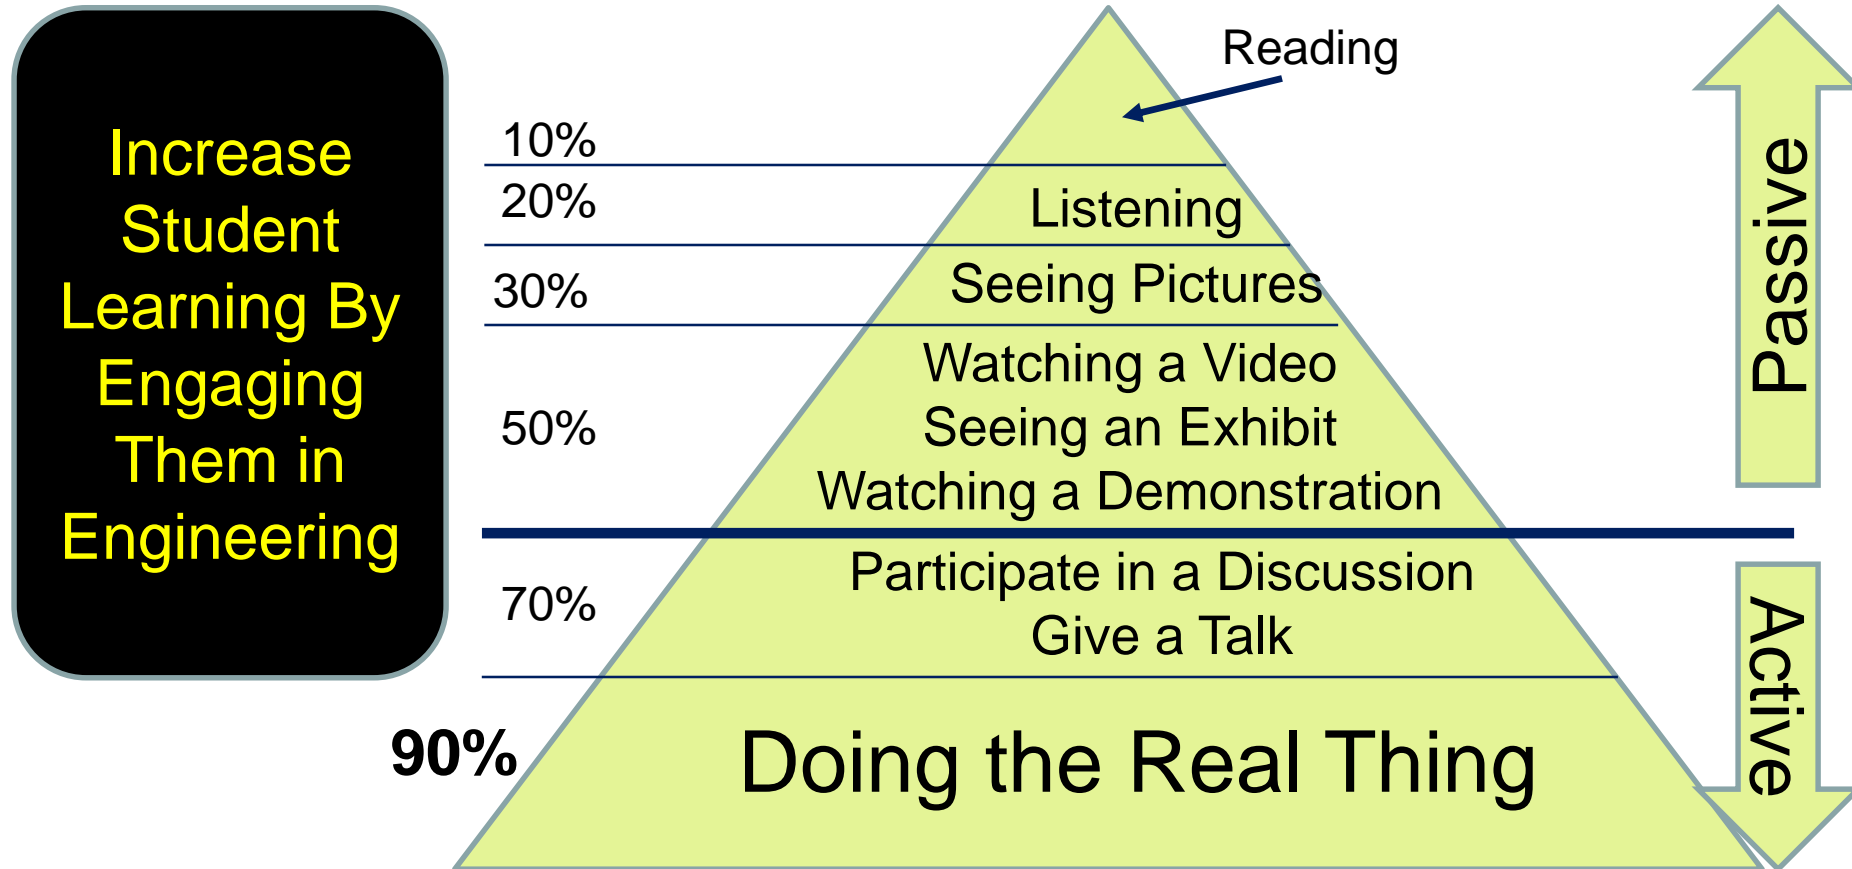 Increase
Student
Learning By
Engaging
Them in
Engineering
Reading
10%
20%
Listening
30%
Seeing Pictures
50%
Watching a Video
Seeing an Exhibit
Watching a Demonstration
70%
Participate in a Discussion
Give a Talk
90%
Doing the Real Thing
Passive
Active